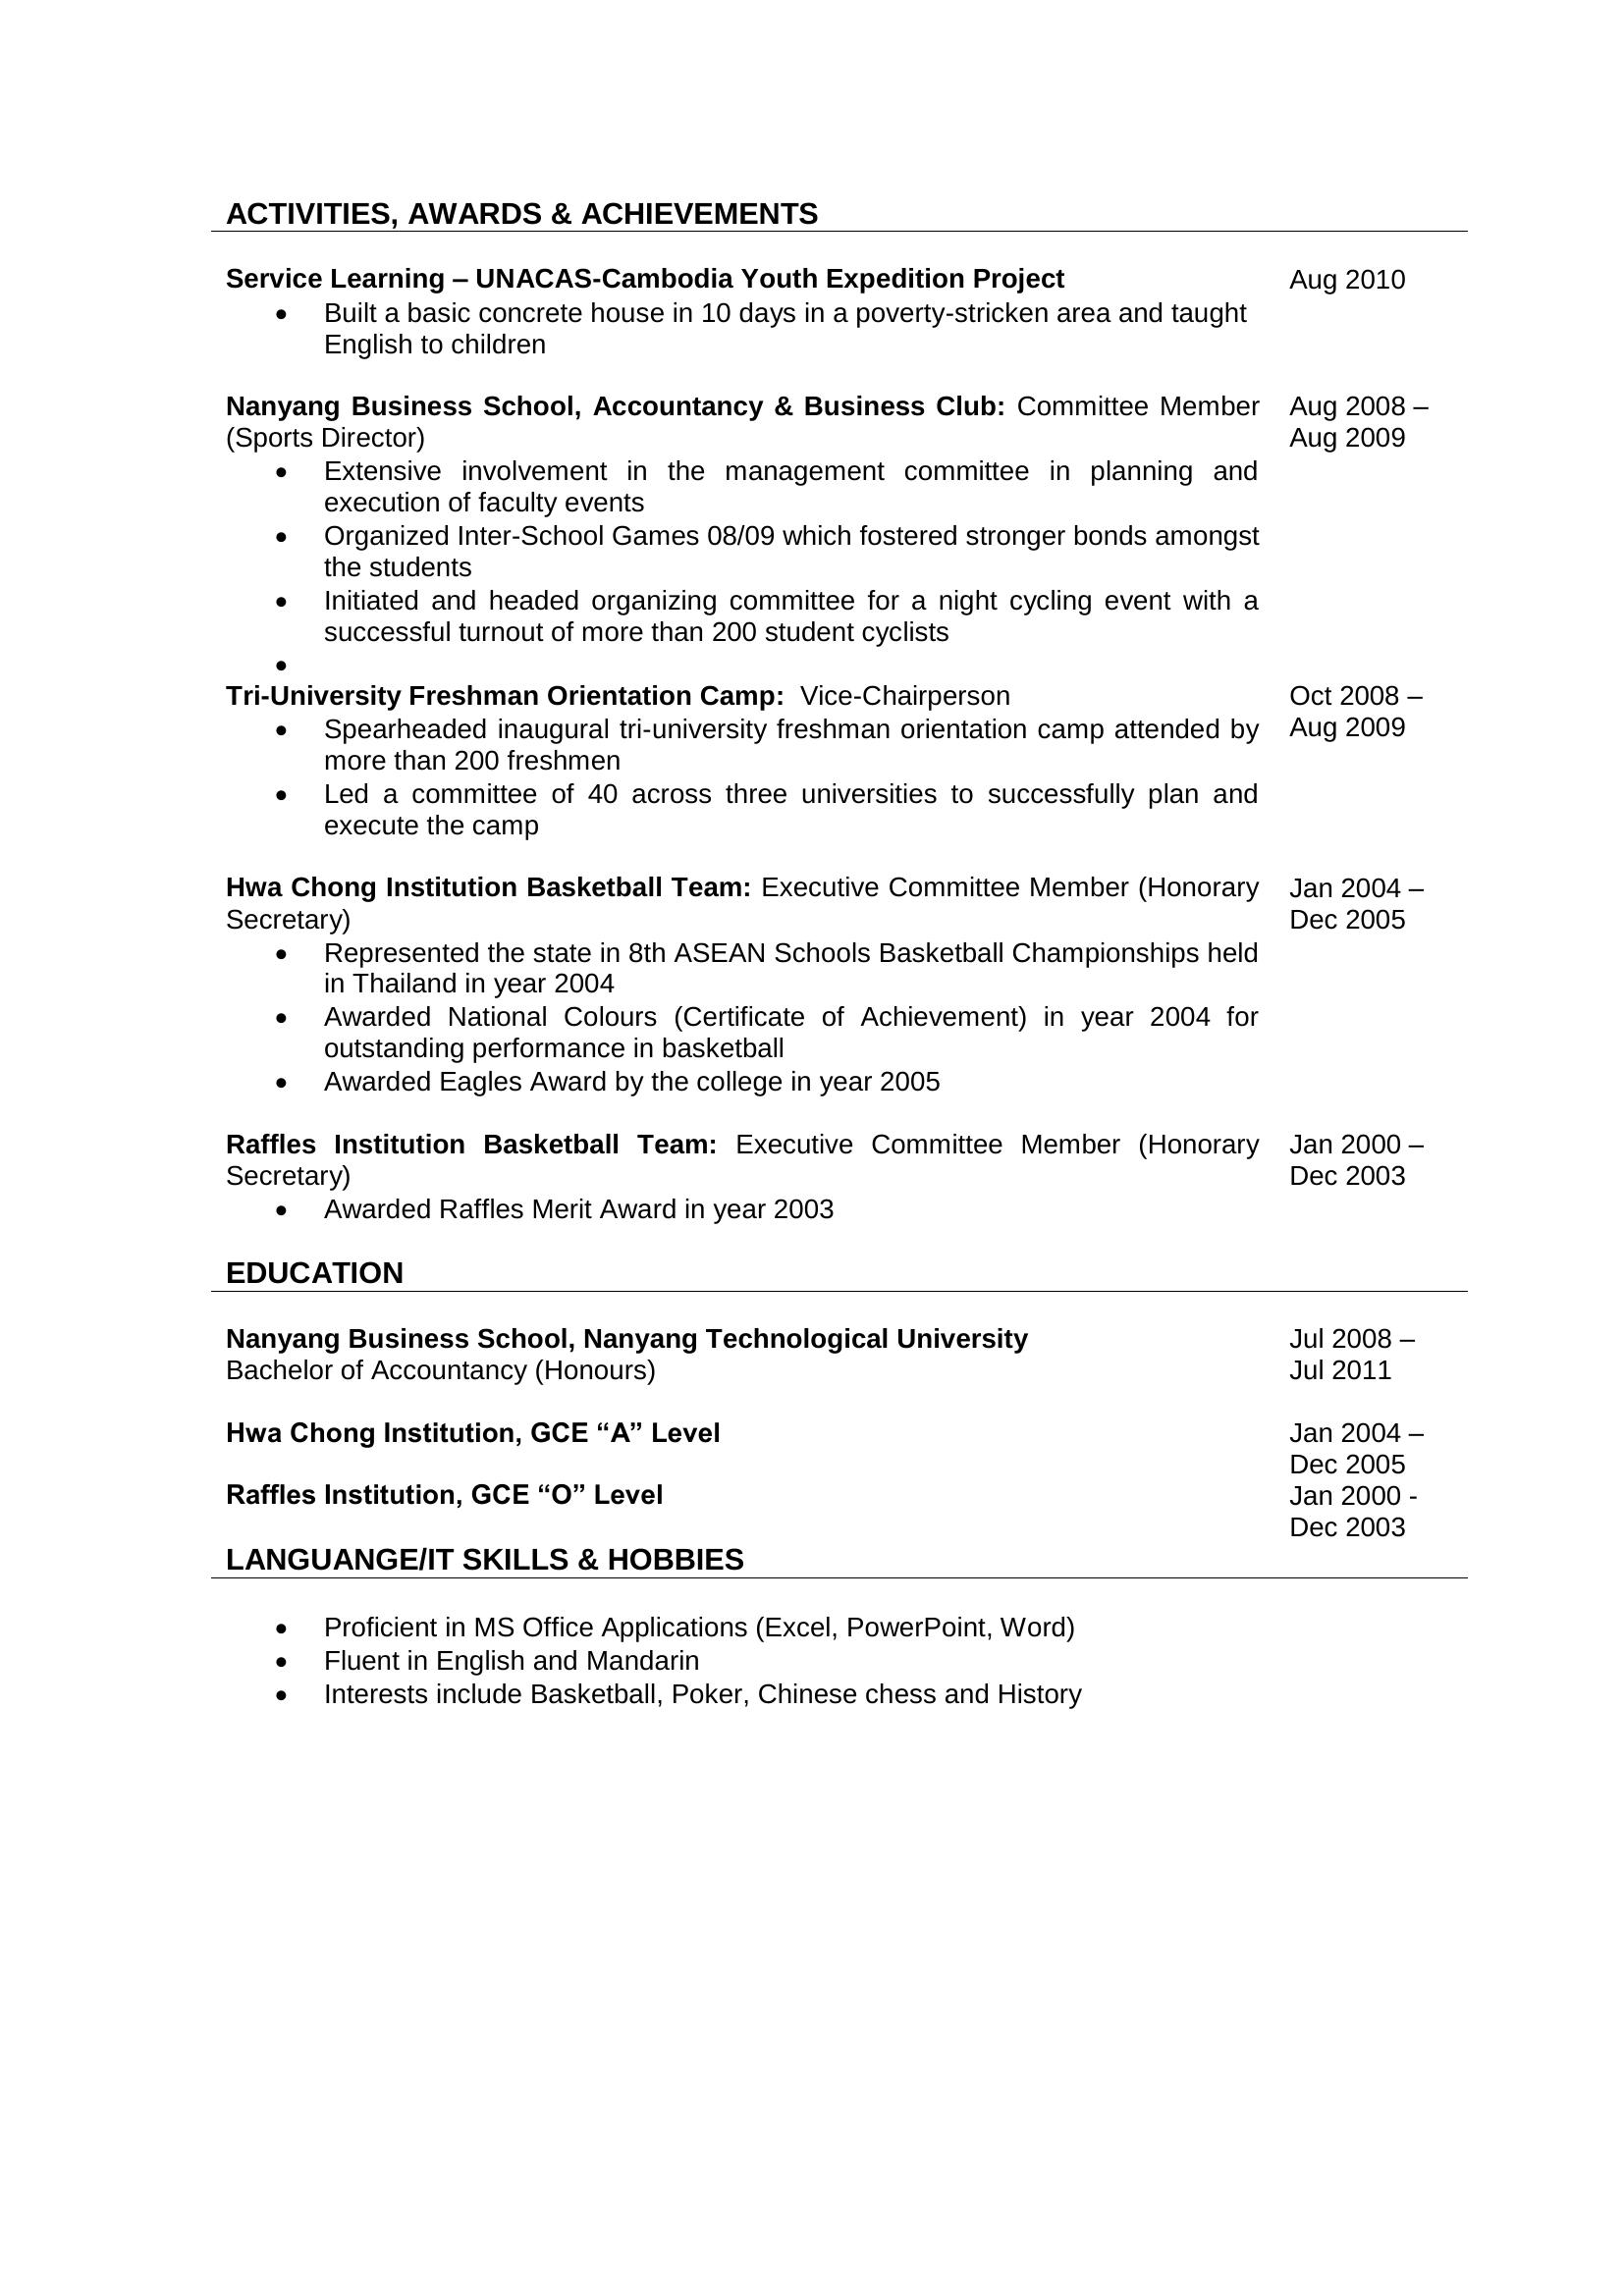 ACTIVITIES, AWARDS & ACHIEVEMENTS
Service Learning – UNACAS-Cambodia Youth Expedition Project
Aug 2010
• Built a basic concrete house in 10 days in a poverty-stricken area and taught
English to children
Nanyang Business School, Accountancy & Business Club: Committee Member
(Sports Director)
Aug 2008 –
Aug 2009
• Extensive involvement in the management committee in planning and
execution of faculty events
• Organized Inter-School Games 08/09 which fostered stronger bonds amongst
the students
• Initiated and headed organizing committee for a night cycling event with a
successful turnout of more than 200 student cyclists
•
Tri-University Freshman Orientation Camp: Vice-Chairperson
Oct 2008 –
Aug 2009
• Spearheaded inaugural tri-university freshman orientation camp attended by
more than 200 freshmen
• Led a committee of 40 across three universities to successfully plan and
execute the camp
Hwa Chong Institution Basketball Team: Executive Committee Member (Honorary
Secretary)
Jan 2004 –
Dec 2005
• Represented the state in 8th ASEAN Schools Basketball Championships held
in Thailand in year 2004
• Awarded National Colours (Certificate of Achievement) in year 2004 for
outstanding performance in basketball
• Awarded Eagles Award by the college in year 2005
Raffles Institution Basketball Team: Executive Committee Member (Honorary
Secretary)
Jan 2000 –
Dec 2003
• Awarded Raffles Merit Award in year 2003
EDUCATION
Nanyang Business School, Nanyang Technological University
Bachelor of Accountancy (Honours)
Jul 2008 –
Jul 2011
Hwa Chong Institution, GCE “A” Level
Jan 2004 –
Dec 2005
Raffles Institution, GCE “O” Level
Jan 2000 -
Dec 2003
LANGUANGE/IT SKILLS & HOBBIES
• Proficient in MS Office Applications (Excel, PowerPoint, Word)
• Fluent in English and Mandarin
• Interests include Basketball, Poker, Chinese chess and History